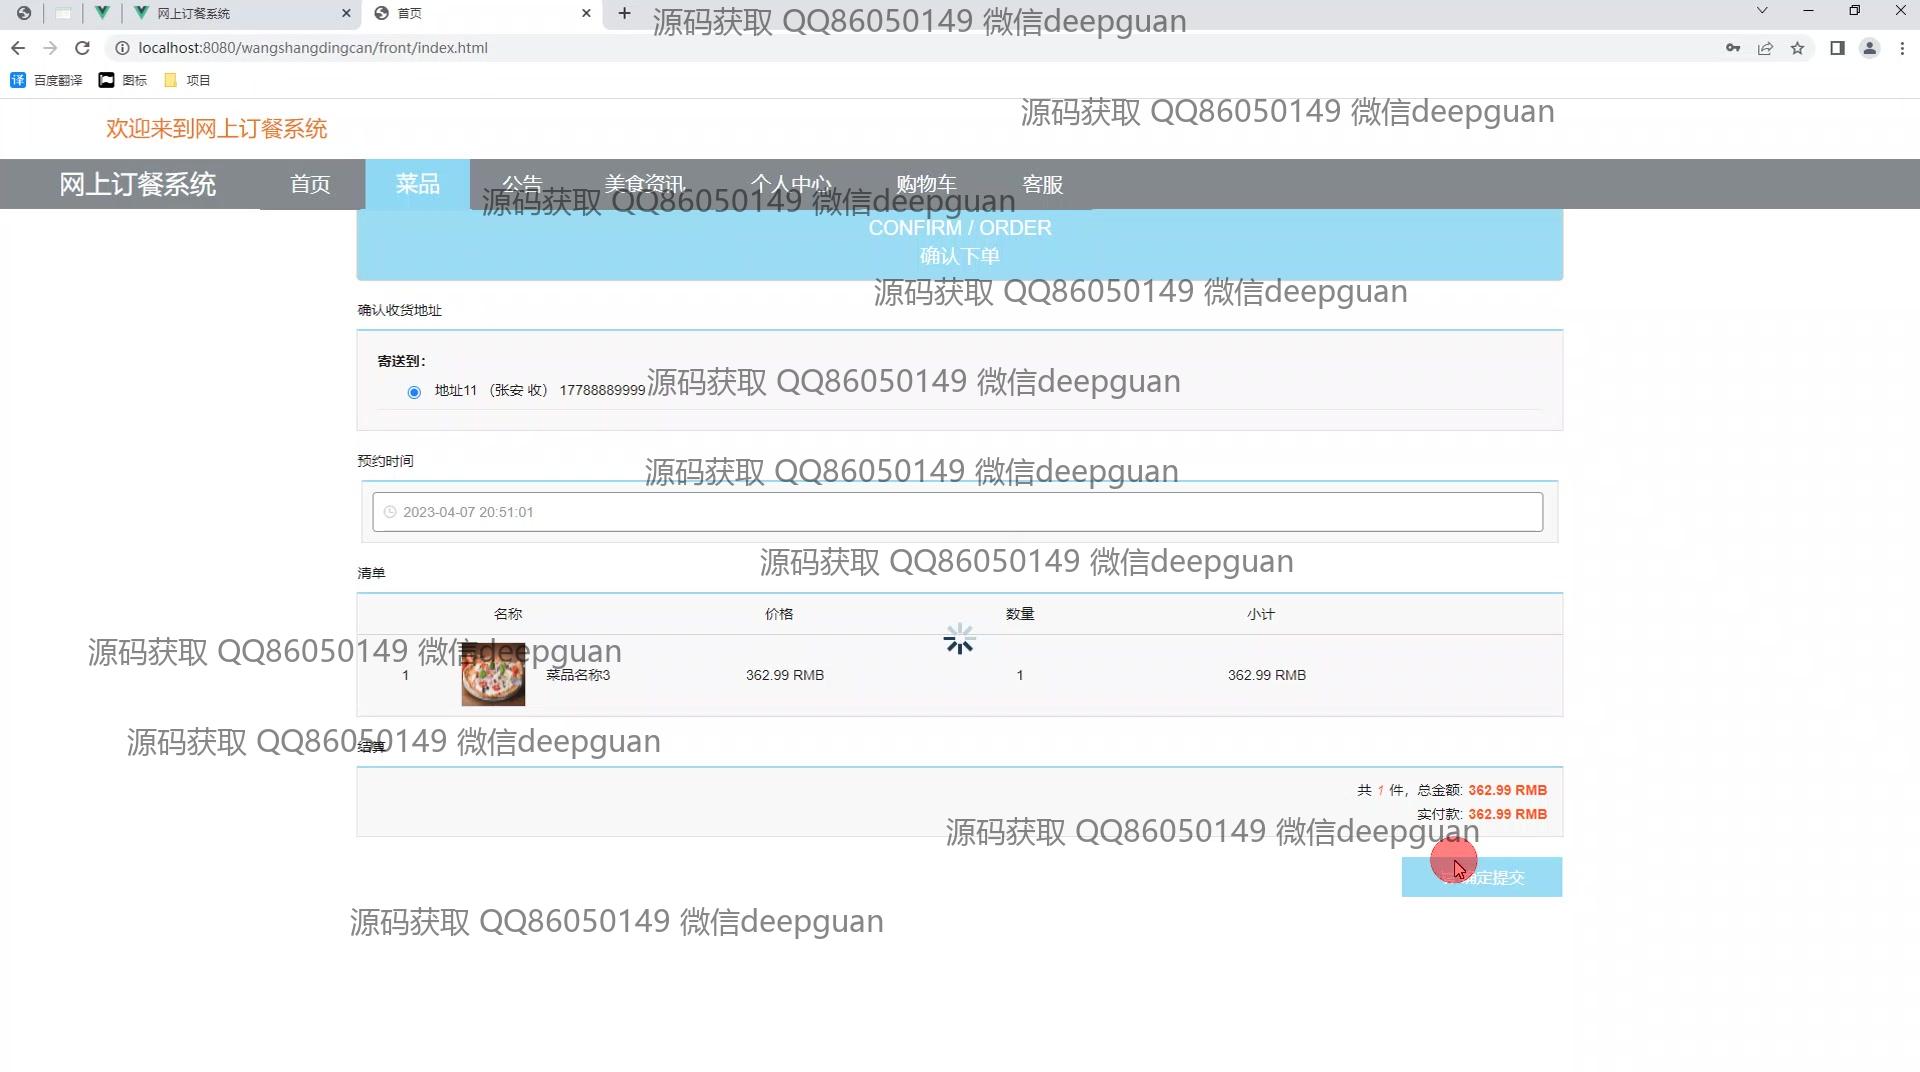 网上订餐系统
首页
源码获取 QQ86050149 微信deepguan
localhost:8080/wangshangdingcan/front/index.html
百度翻译 图标 项目
源码获取 QQ86050149 微信deepguan
欢迎来到网上订餐系统
网上订餐系统 首页 菜品 公告 美食资讯 个人中心 购物车 客服
源码获取 QQ86050149 微信deepguan
CONFIRM / ORDER
确认下单
源码获取 QQ86050149 微信deepguan
确认收货地址
寄送到:
地址11 （张安 收） 17788889999
源码获取 QQ86050149 微信deepguan
预约时间
源码获取 QQ86050149 微信deepguan
2023-04-07 20:51:01
源码获取 QQ86050149 微信deepguan
清单
名称 价格 数量 小计
源码获取 QQ86050149 微信deepguan
1 菜品名称3 362.99 RMB 1 362.99 RMB
源码获取 QQ86050149 微信deepguan
结算
共 1 件，总金额: 362.99 RMB
实付款: 362.99 RMB
源码获取 QQ86050149 微信deepguan
确定提交
源码获取 QQ86050149 微信deepguan